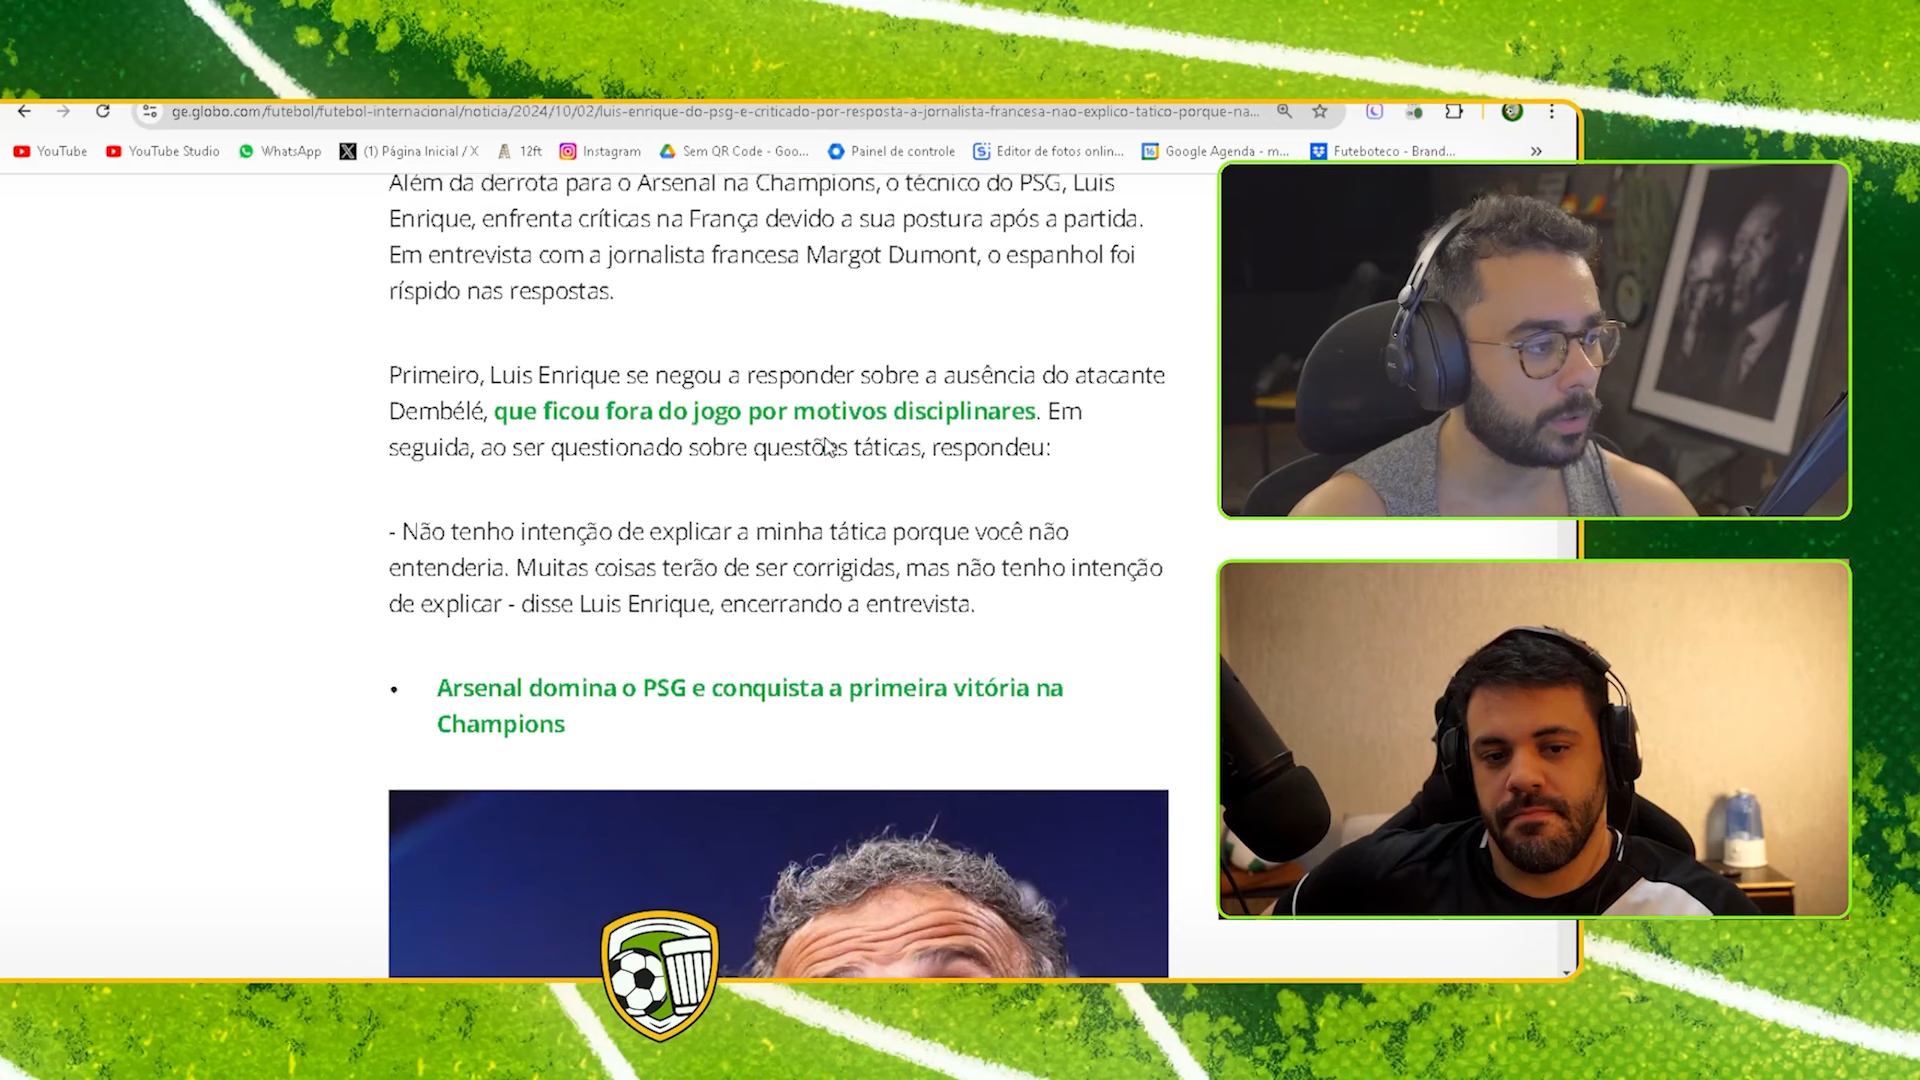 ge.globo.com/futebol/futebol-internacional/noticia/2024/10/02/luis-enrique-do-psg-e-criticado-por-resposta-a-jornalista-francesa-nao-explico-tatico-porque-na...
YouTube YouTube Studio WhatsApp (1) Página Inicial / X 12ft Instagram Sem QR Code - Goo... Painel de controle Editor de fotos onlin... Google Agenda - m... Futeboteco - Brand... »
Além da derrota para o Arsenal na Champions, o técnico do PSG, Luis
Enrique, enfrenta críticas na França devido a sua postura após a partida.
Em entrevista com a jornalista francesa Margot Dumont, o espanhol foi
ríspido nas respostas.
Primeiro, Luis Enrique se negou a responder sobre a ausência do atacante
Dembélé, que ficou fora do jogo por motivos disciplinares. Em
seguida, ao ser questionado sobre questões táticas, respondeu:
- Não tenho intenção de explicar a minha tática porque você não
entenderia. Muitas coisas terão de ser corrigidas, mas não tenho intenção
de explicar - disse Luis Enrique, encerrando a entrevista.
• Arsenal domina o PSG e conquista a primeira vitória na
Champions